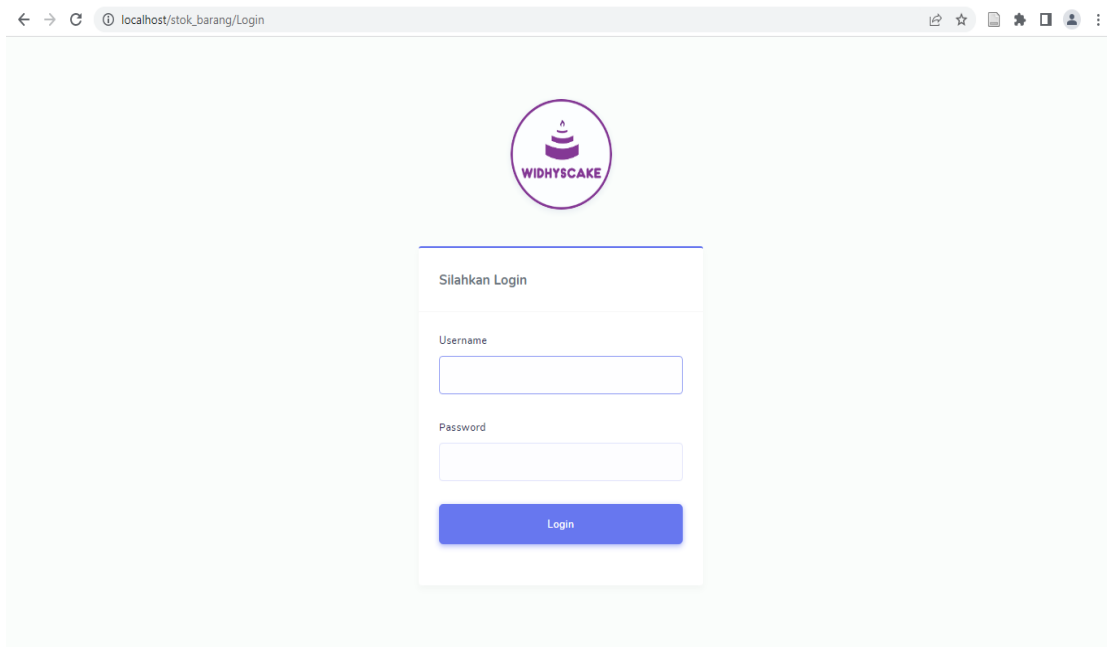 localhost/stok_barang/Login
WIDHYSCAKE
Silahkan Login
Username
Password
Login